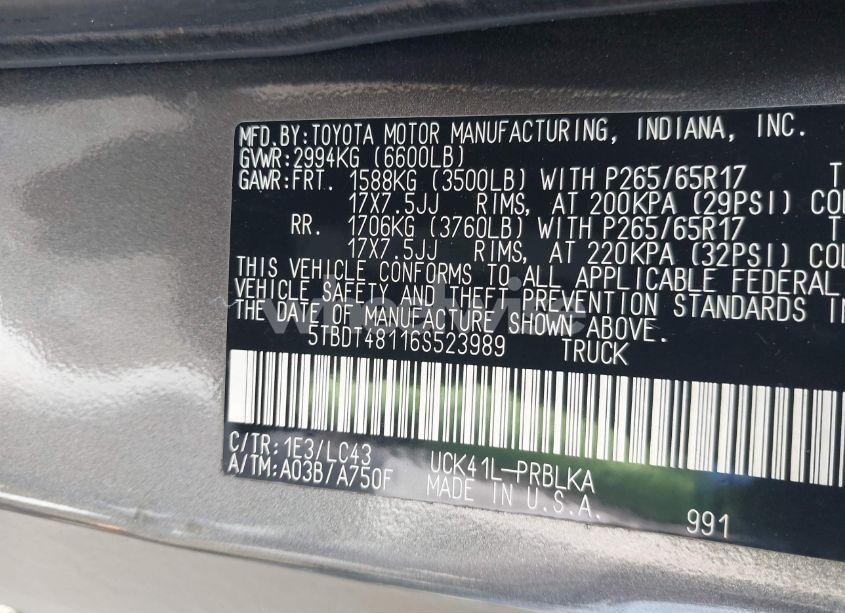 MFD.BY:TOYOTA MOTOR MANUFACTURING, INDIANA, INC.
GVWR:2994KG (6600LB)
GAWR:FRT. 1588KG (3500LB) WITH P265/65R17 T
17X7.5JJ RIMS, AT 200KPA (29PSI) COL
RR. 1706KG (3760LB) WITH P265/65R17 T
17X7.5JJ RIMS, AT 220KPA (32PSI) COL
THIS VEHICLE CONFORMS TO ALL APPLICABLE FEDERAL
VEHICLE SAFETY AND THEFT PREVENTION STANDARDS IN
THE DATE OF MANUFACTURE SHOWN ABOVE.
5TBDT48116S523989 TRUCK
C/TR:1E3/LC43 UCK41L-PRBLKA
A/TM:A03B/A750F MADE IN U.S.A.
991